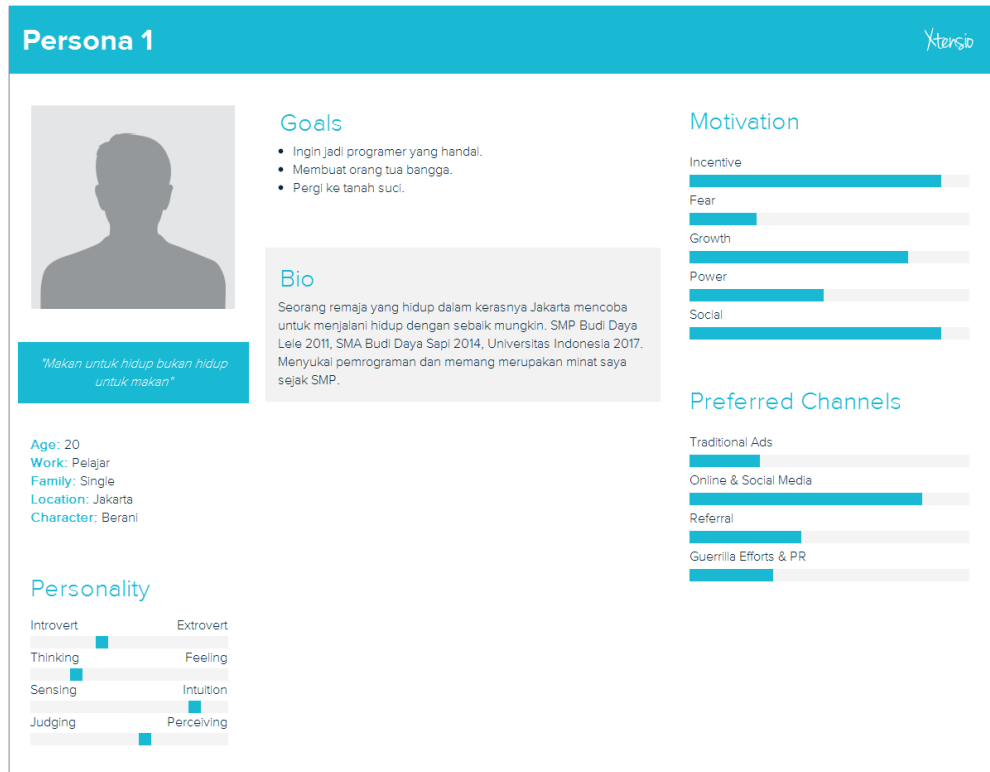 Persona 1
Xtensio
"Makan untuk hidup bukan hidup
untuk makan"
Age: 20
Work: Pelajar
Family: Single
Location: Jakarta
Character: Berani
Personality
Introvert Extrovert
Thinking Feeling
Sensing Intuition
Judging Perceiving
Goals
Ingin jadi programer yang handal.
Membuat orang tua bangga.
Pergi ke tanah suci.
Bio
Seorang remaja yang hidup dalam kerasnya Jakarta mencoba
untuk menjalani hidup dengan sebaik mungkin. SMP Budi Daya
Lele 2011, SMA Budi Daya Sapi 2014, Universitas Indonesia 2017.
Menyukai pemrograman dan memang merupakan minat saya
sejak SMP.
Motivation
Incentive
Fear
Growth
Power
Social
Preferred Channels
Traditional Ads
Online & Social Media
Referral
Guerrilla Efforts & PR